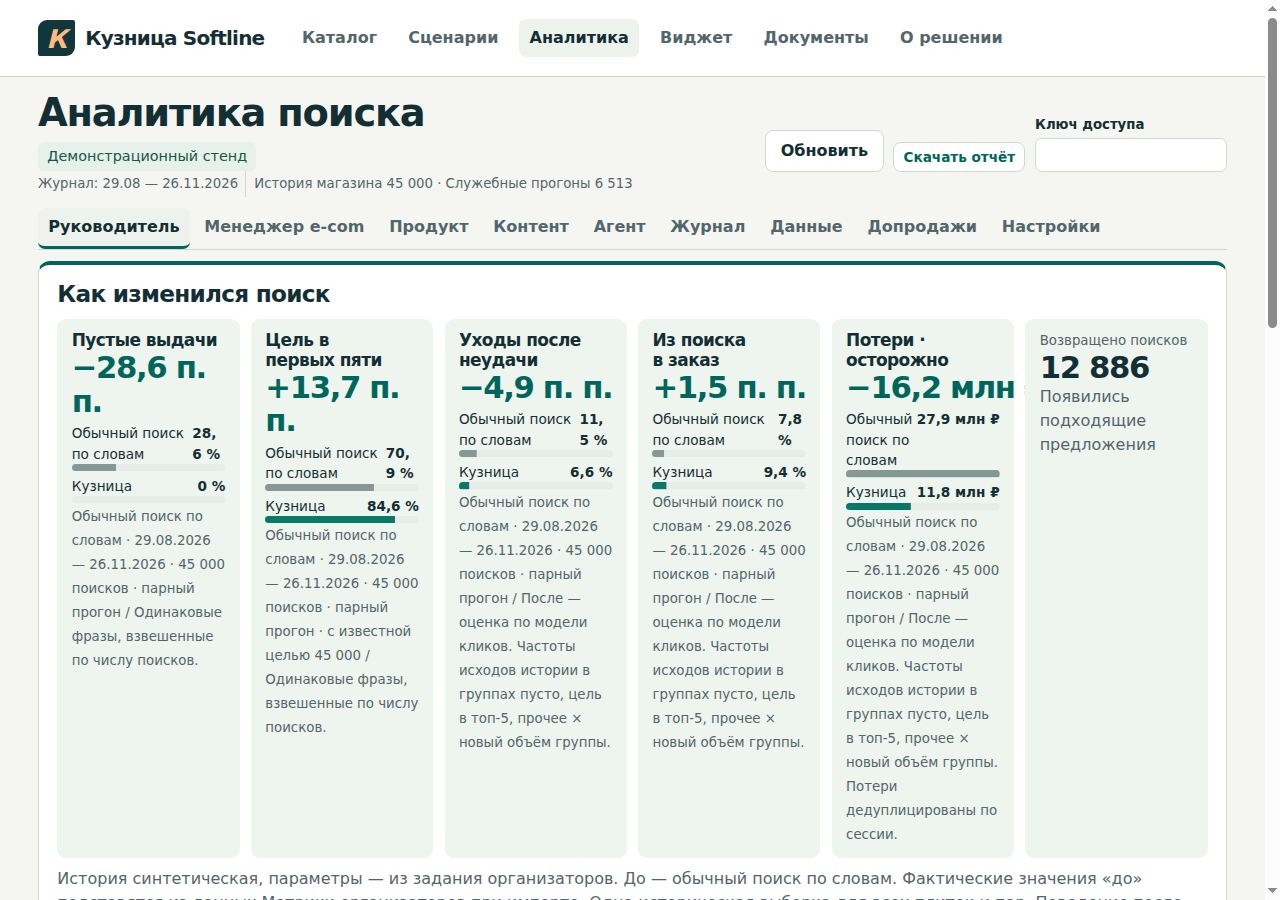 К Кузница Softline Каталог Сценарии Аналитика Виджет Документы О решении
Аналитика поиска
Демонстрационный стенд
Журнал: 29.08 — 26.11.2026 История магазина 45 000 · Служебные прогоны 6 513
Обновить
Скачать отчёт
Ключ доступа
Руководитель Менеджер e-com Продукт Контент Агент Журнал Данные Допродажи Настройки
Как изменился поиск
Пустые выдачи
−28,6 п.
п.
Обычный поиск 28,
по словам 6 %
Кузница 0 %
Обычный поиск по
словам · 29.08.2026
— 26.11.2026 · 45 000
поисков · парный
прогон / Одинаковые
фразы, взвешенные
по числу поисков.
Цель в
первых пяти
+13,7 п.
п.
Обычный поиск 70,
по словам 9 %
Кузница 84,6 %
Обычный поиск по
словам · 29.08.2026
— 26.11.2026 · 45 000
поисков · парный
прогон · с известной
целью 45 000 /
Одинаковые фразы,
взвешенные по числу
поисков.
Уходы после
неудачи
−4,9 п. п.
Обычный поиск 11,
по словам 5 %
Кузница 6,6 %
Обычный поиск по
словам · 29.08.2026
— 26.11.2026 · 45 000
поисков · парный
прогон / После —
оценка по модели
кликов. Частоты
исходов истории в
группах пусто, цель
в топ-5, прочее ×
новый объём группы.
Из поиска
в заказ
+1,5 п. п.
Обычный поиск 7,8
по словам %
Кузница 9,4 %
Обычный поиск по
словам · 29.08.2026
— 26.11.2026 · 45 000
поисков · парный
прогон / После —
оценка по модели
кликов. Частоты
исходов истории в
группах пусто, цель
в топ-5, прочее ×
новый объём группы.
Потери ·
осторожно
−16,2 млн
Обычный 27,9 млн ₽
поиск по
словам
Кузница 11,8 млн ₽
Обычный поиск по
словам · 29.08.2026
— 26.11.2026 · 45 000
поисков · парный
прогон / После —
оценка по модели
кликов. Частоты
исходов истории в
группах пусто, цель
в топ-5, прочее ×
новый объём группы.
Потери
дедуплицированы по
сессии.
Возвращено поисков
12 886
Появились
подходящие
предложения
История синтетическая, параметры — из задания организаторов. До — обычный поиск по словам. Фактические значения «до»